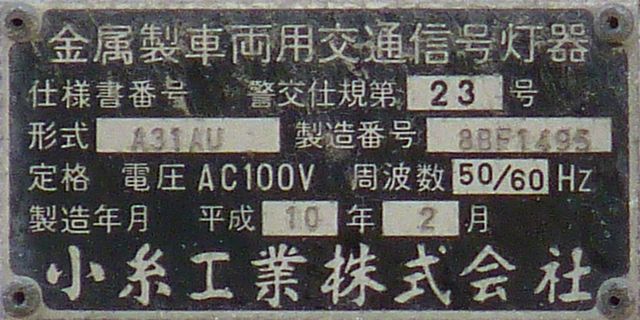 金属製車両用交通信号灯器
仕様書番号 警交仕規第 23 号
形式 A31AU 製造番号 8BF1495
定格 電圧 AC100V 周波数 50/60 Hz
製造年月 平成 10 年 2 月
小糸工業株式会社